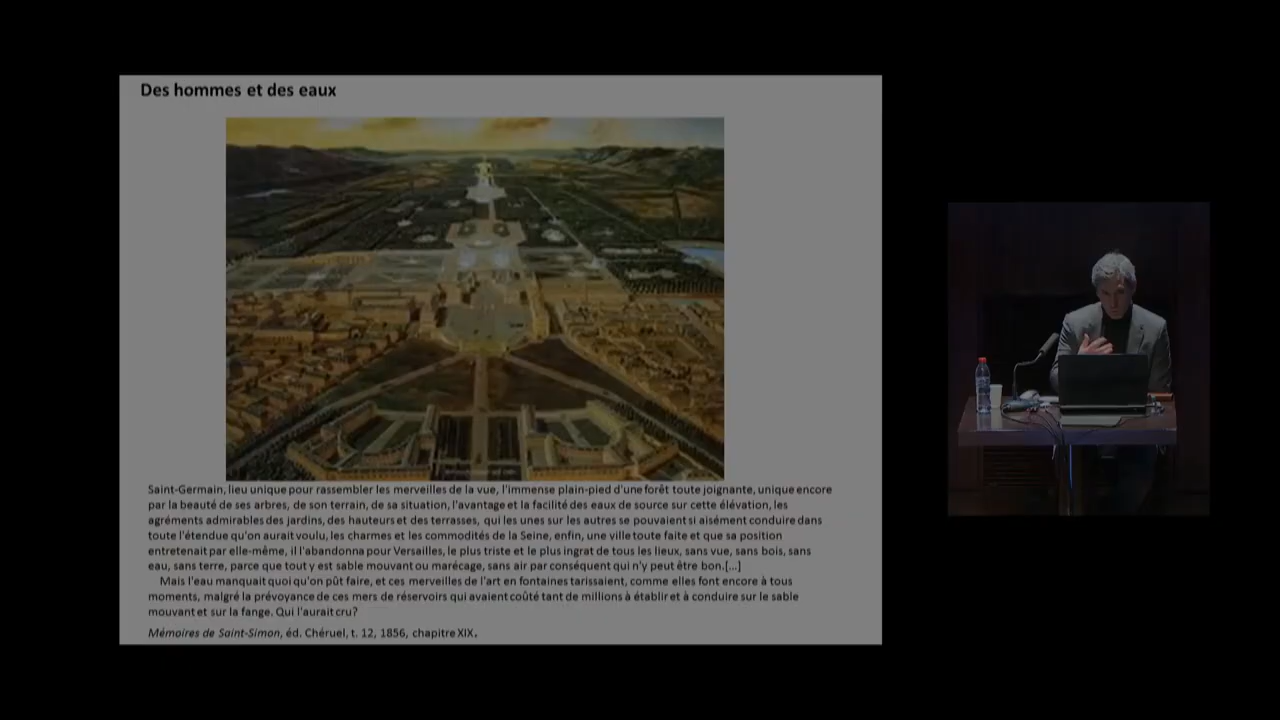 Des hommes et des eaux
Saint-Germain, lieu unique pour rassembler les merveilles de la vue, l'immense plain-pied d'une forêt toute joignante, unique encore
par la beauté de ses arbres, de son terrain, de sa situation, l'avantage et la facilité des eaux de source sur cette élévation, les
agréments admirables des jardins, des hauteurs et des terrasses, qui les unes sur les autres se pouvaient si aisément conduire dans
toute l'étendue qu'on aurait voulu, les charmes et les commodités de la Seine, enfin, une ville toute faite et que sa position
entretenait par elle-même, il l'abandonna pour Versailles, le plus triste et le plus ingrat de tous les lieux, sans vue, sans bois, sans
eau, sans terre, parce que tout y est sable mouvant ou marécage, sans air par conséquent qui n'y peut être bon.[...]
Mais l'eau manquait quoi qu'on pût faire, et ces merveilles de l'art en fontaines tarissaient, comme elles font encore à tous
moments, malgré la prévoyance de ces mers de réservoirs qui avaient coûté tant de millions à établir et à conduire sur le sable
mouvant et sur la fange. Qui l'aurait cru?
Mémoires de Saint-Simon, éd. Chéruel, t. 12, 1856, chapitre XIX.